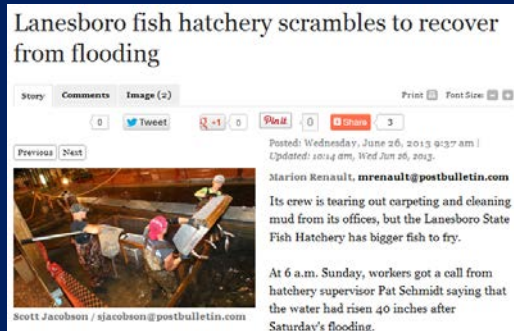 Lanesboro fish hatchery scrambles to recover
from flooding
Story Comments Image (2) Print Font Size:
0 Tweet +1 0 Pin it 0 Share 3
Previous Next
Posted: Wednesday, June 26, 2013 9:37 am |
Updated: 10:14 am, Wed Jun 26, 2013.
Marion Renault, mrenault@postbulletin.com
Its crew is tearing out carpeting and cleaning
mud from its offices, but the Lanesboro State
Fish Hatchery has bigger fish to fry.
At 6 a.m. Sunday, workers got a call from
hatchery supervisor Pat Schmidt saying that
the water had risen 40 inches after
Saturday's flooding.
Scott Jacobson / sjacobson@postbulletin.com